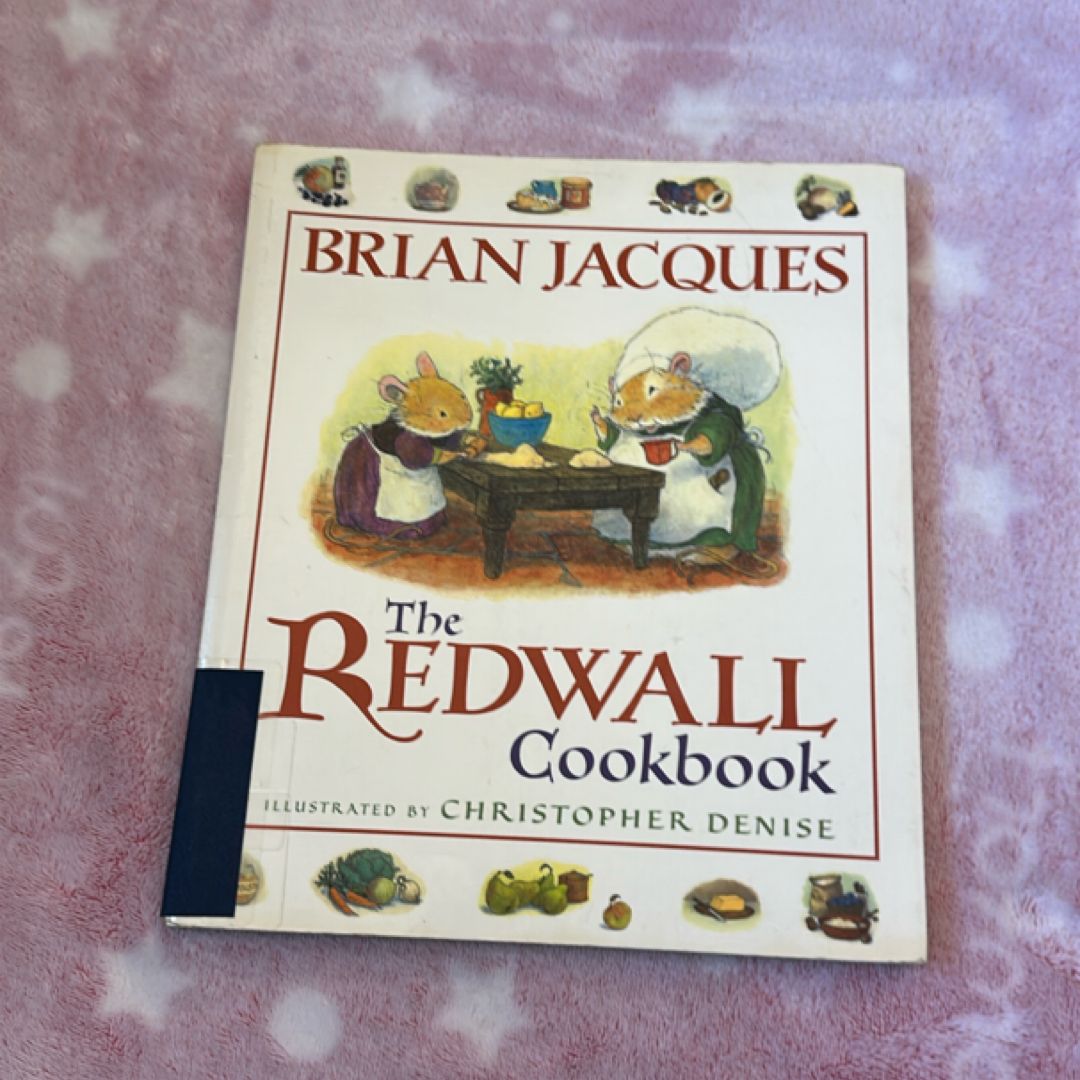 BRIAN JACQUES
The
REDWALL
Cookbook
ILLUSTRATED BY CHRISTOPHER DENISE